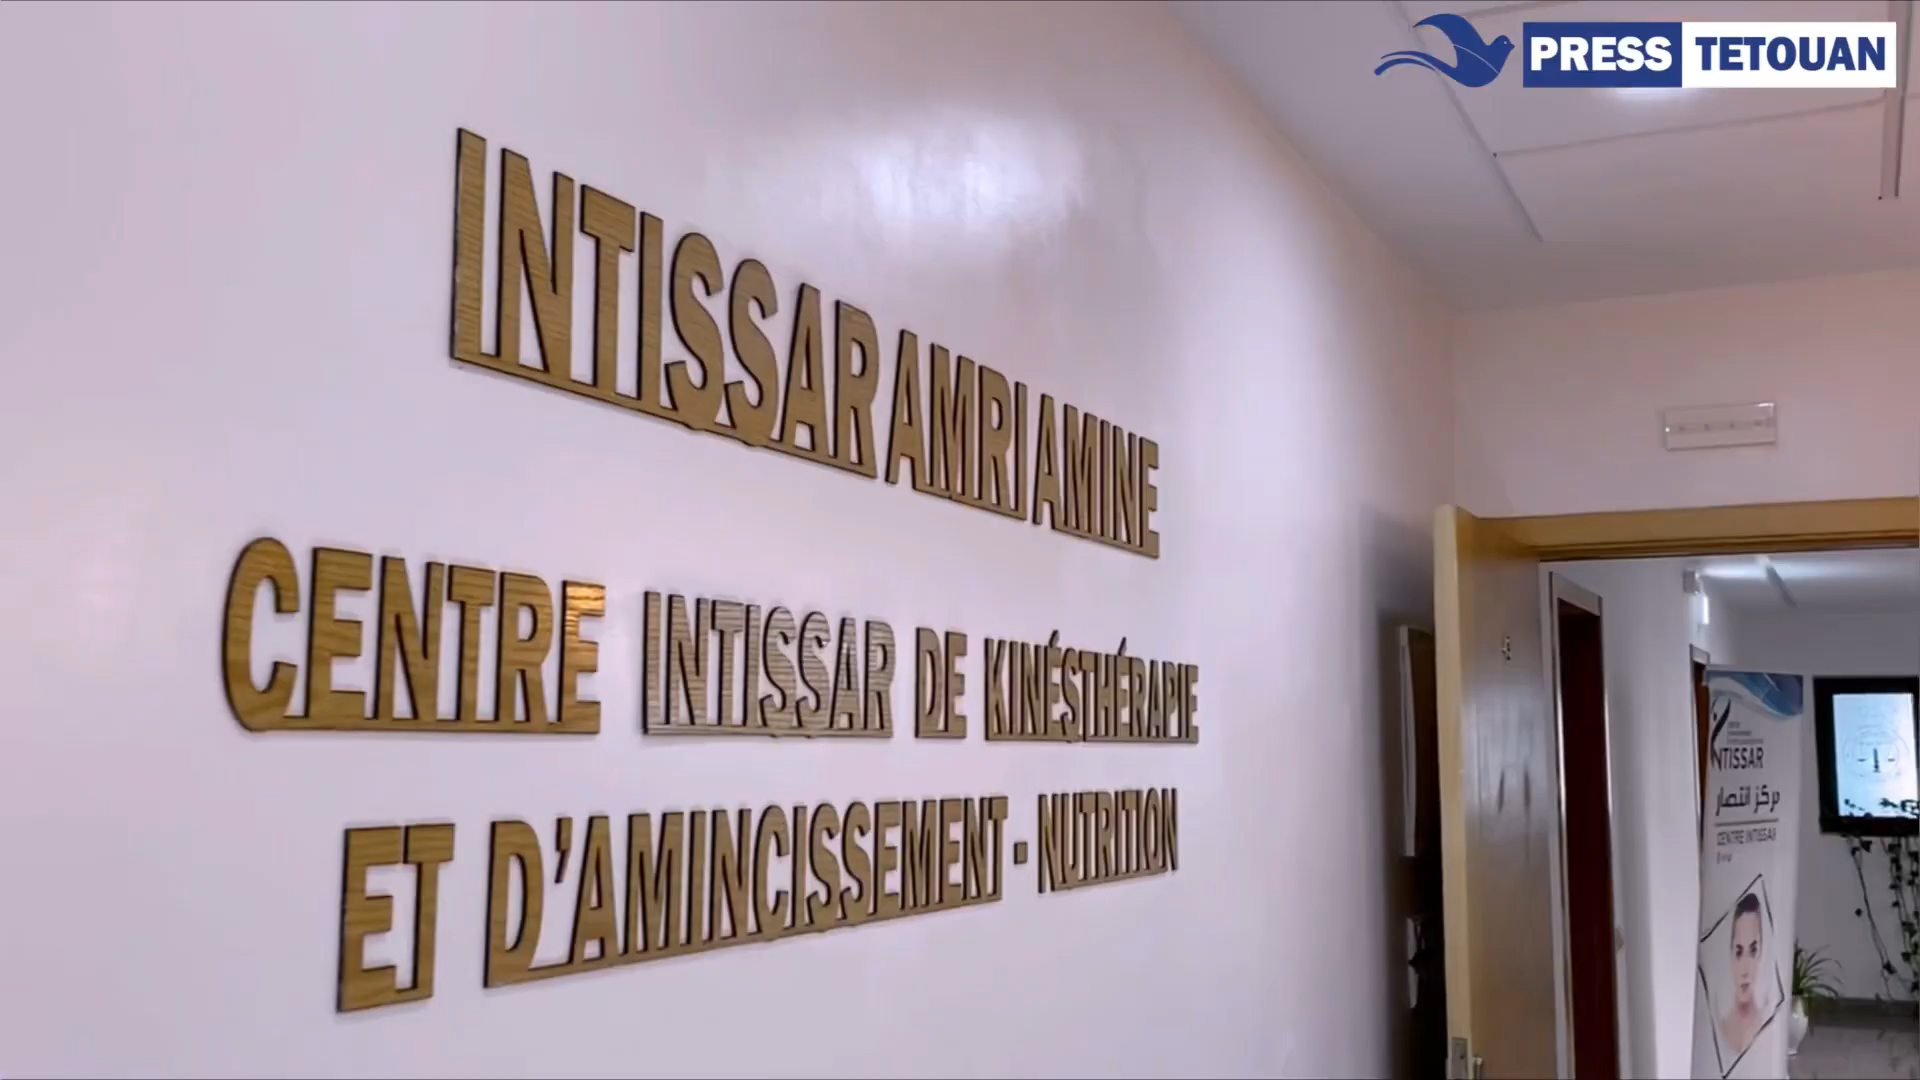 PRESS TETOUAN
INTISSAR AMRI AMINE
CENTRE INTISSAR DE KINÉSTHÉRAPIE
ET D'AMINCISSEMENT - NUTRITION
NTISSAR
مركز انتصار
CENTRE INTISSAR